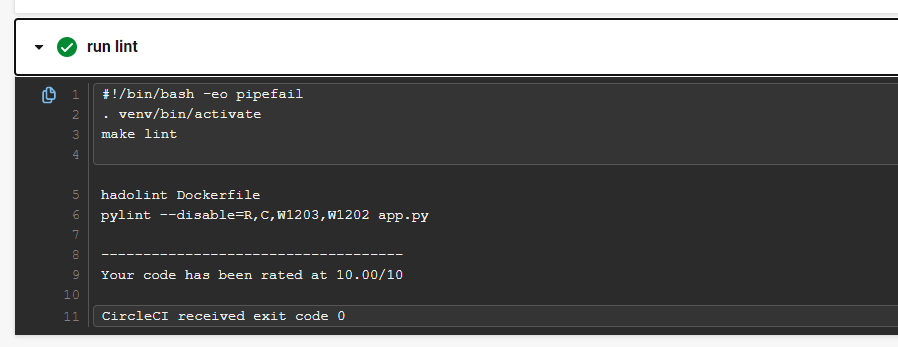 run lint
1 #!/bin/bash -eo pipefail
2 . venv/bin/activate
3 make lint
4
5 hadolint Dockerfile
6 pylint --disable=R,C,W1203,W1202 app.py
7
8 ------------------------------------
9 Your code has been rated at 10.00/10
10
11 CircleCI received exit code 0